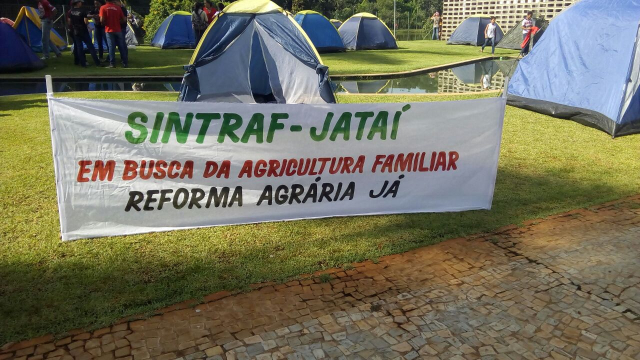 SINTRAF-JATAÍ
EM BUSCA DA AGRICULTURA FAMILIAR
REFORMA AGRÁRIA JÁ